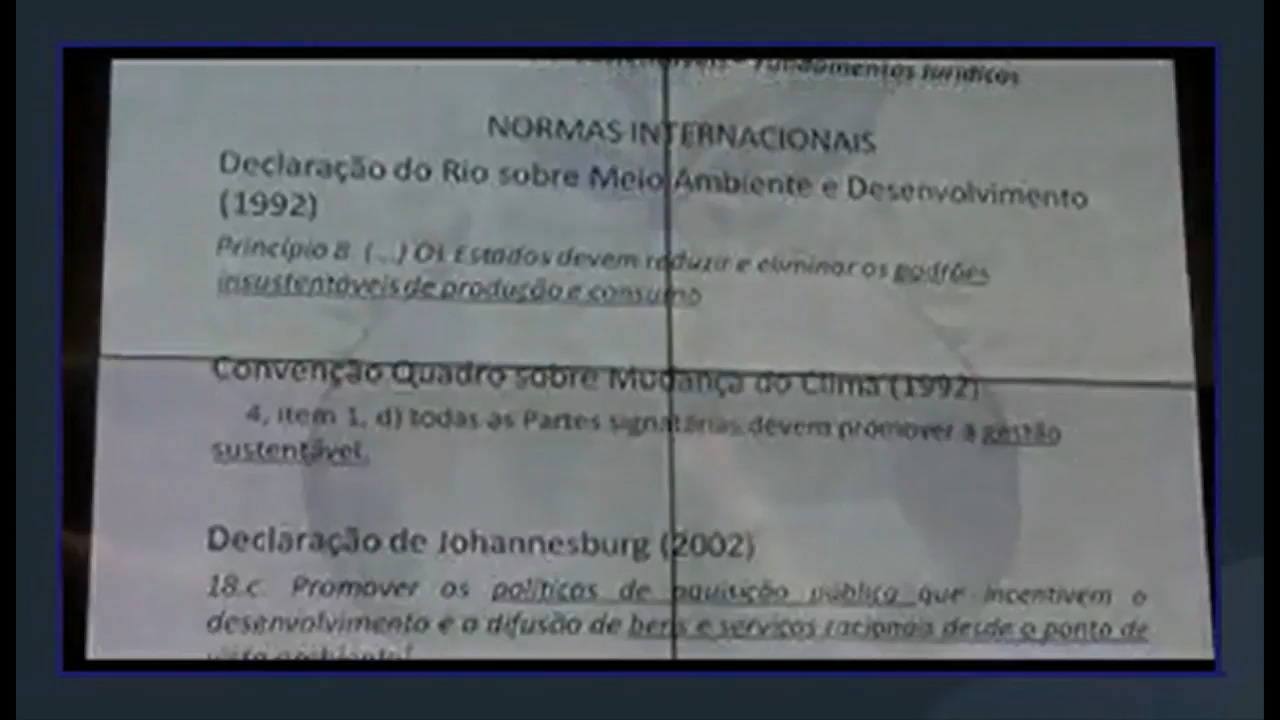 Fundamentos Jurídicos
NORMAS INTERNACIONAIS
Declaração do Rio sobre Meio Ambiente e Desenvolvimento
(1992)
Princípio 8. (...) Os Estados devem reduzir e eliminar os padrões
insustentáveis de produção e consumo
Convenção Quadro sobre Mudança do Clima (1992)
4, item 1, d) todas as Partes signatárias devem promover a gestão
sustentável.
Declaração de Johannesburg (2002)
18.c. Promover as políticas de aquisição pública que incentivem o
desenvolvimento e a difusão de bens e serviços racionais desde o ponto de
vista ambiental